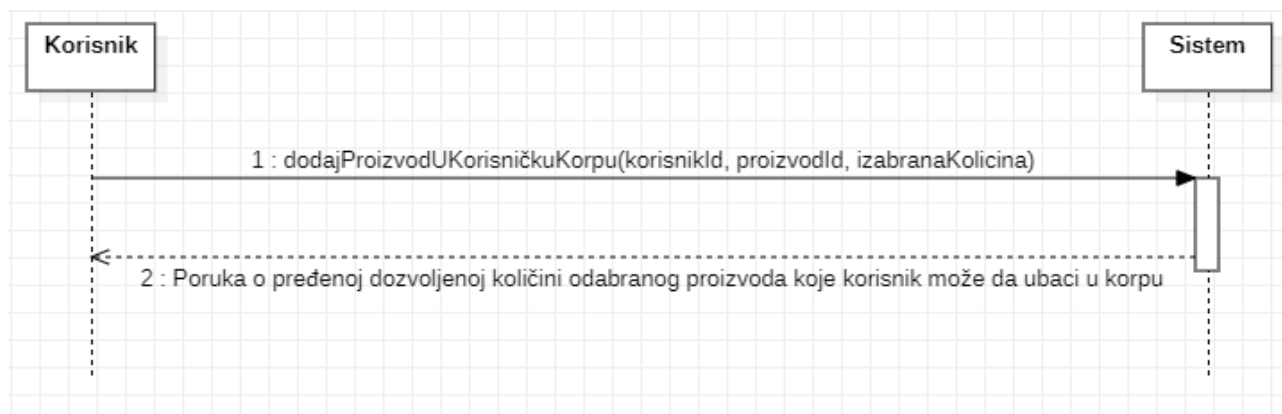 Korisnik
Sistem
1 : dodajProizvodUKorisničkuKorpu(korisnikId, proizvodId, izabranaKolicina)
2 : Poruka o pređenoj dozvoljenoj količini odabranog proizvoda koje korisnik može da ubaci u korpu